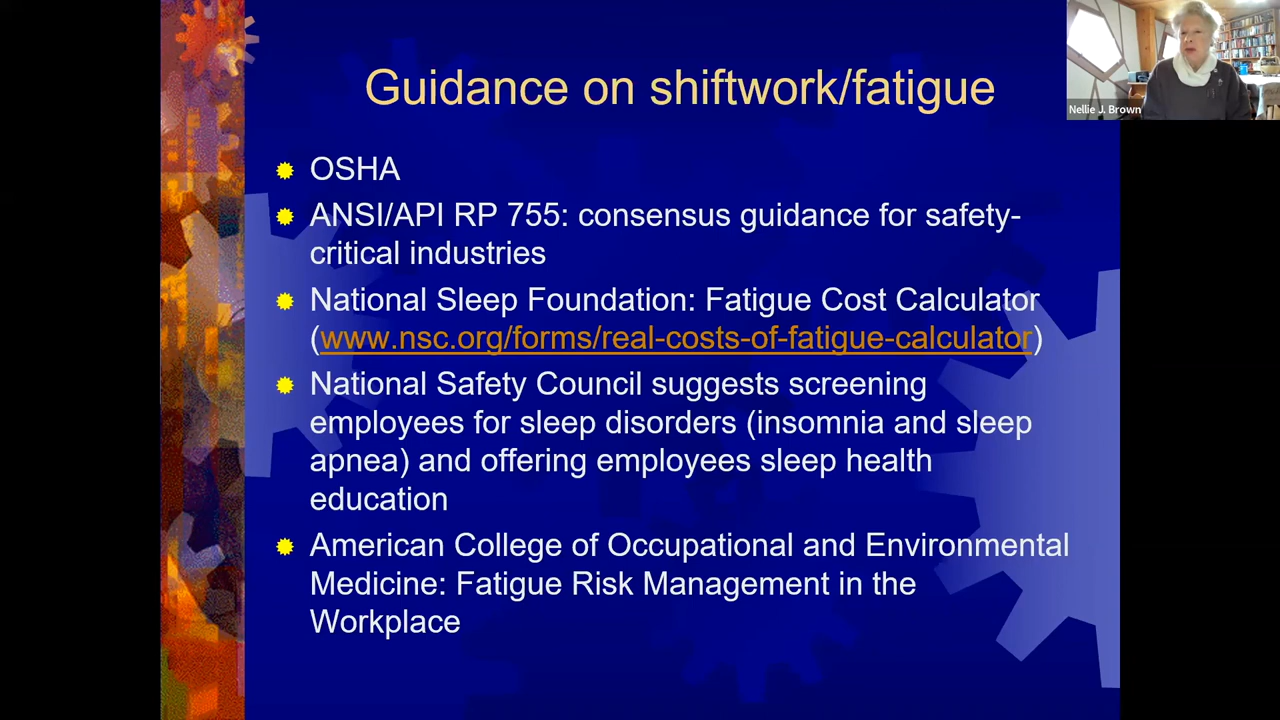 Guidance on shiftwork/fatigue
Nellie J. Brown
OSHA
ANSI/API RP 755: consensus guidance for safety-
critical industries
National Sleep Foundation: Fatigue Cost Calculator
(www.nsc.org/forms/real-costs-of-fatigue-calculator)
National Safety Council suggests screening
employees for sleep disorders (insomnia and sleep
apnea) and offering employees sleep health
education
American College of Occupational and Environmental
Medicine: Fatigue Risk Management in the
Workplace